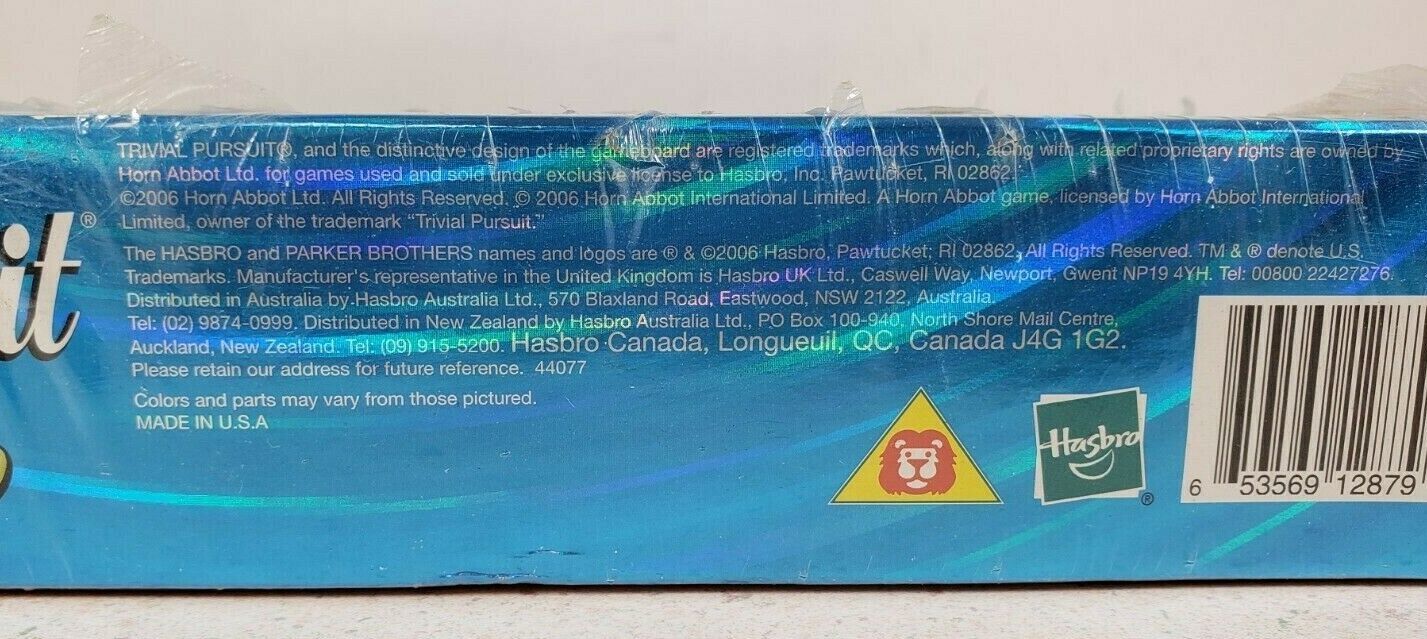 it®
TRIVIAL PURSUIT®, and the distinctive design of the gameboard are registered trademarks which, along with related proprietary rights are owned by
Horn Abbot Ltd. for games used and sold under exclusive license to Hasbro, Inc. Pawtucket, RI 02862.
©2006 Horn Abbot Ltd. All Rights Reserved. © 2006 Horn Abbot International Limited. A Horn Abbot game, licensed by Horn Abbot International
Limited, owner of the trademark "Trivial Pursuit."
The HASBRO and PARKER BROTHERS names and logos are ® & ©2006 Hasbro, Pawtucket, RI 02862, All Rights Reserved. TM & ® denote U.S.
Trademarks. Manufacturer's representative in the United Kingdom is Hasbro UK Ltd., Caswell Way, Newport, Gwent NP19 4YH. Tel: 00800 22427276.
Distributed in Australia by Hasbro Australia Ltd., 570 Blaxland Road, Eastwood, NSW 2122, Australia.
Tel: (02) 9874-0999. Distributed in New Zealand by Hasbro Australia Ltd., PO Box 100-940, North Shore Mail Centre,
Auckland, New Zealand. Tel: (09) 915-5200. Hasbro Canada, Longueuil, QC, Canada J4G 1G2.
Please retain our address for future reference. 44077
Colors and parts may vary from those pictured.
MADE IN U.S.A
Hasbro®
6 53569 12879